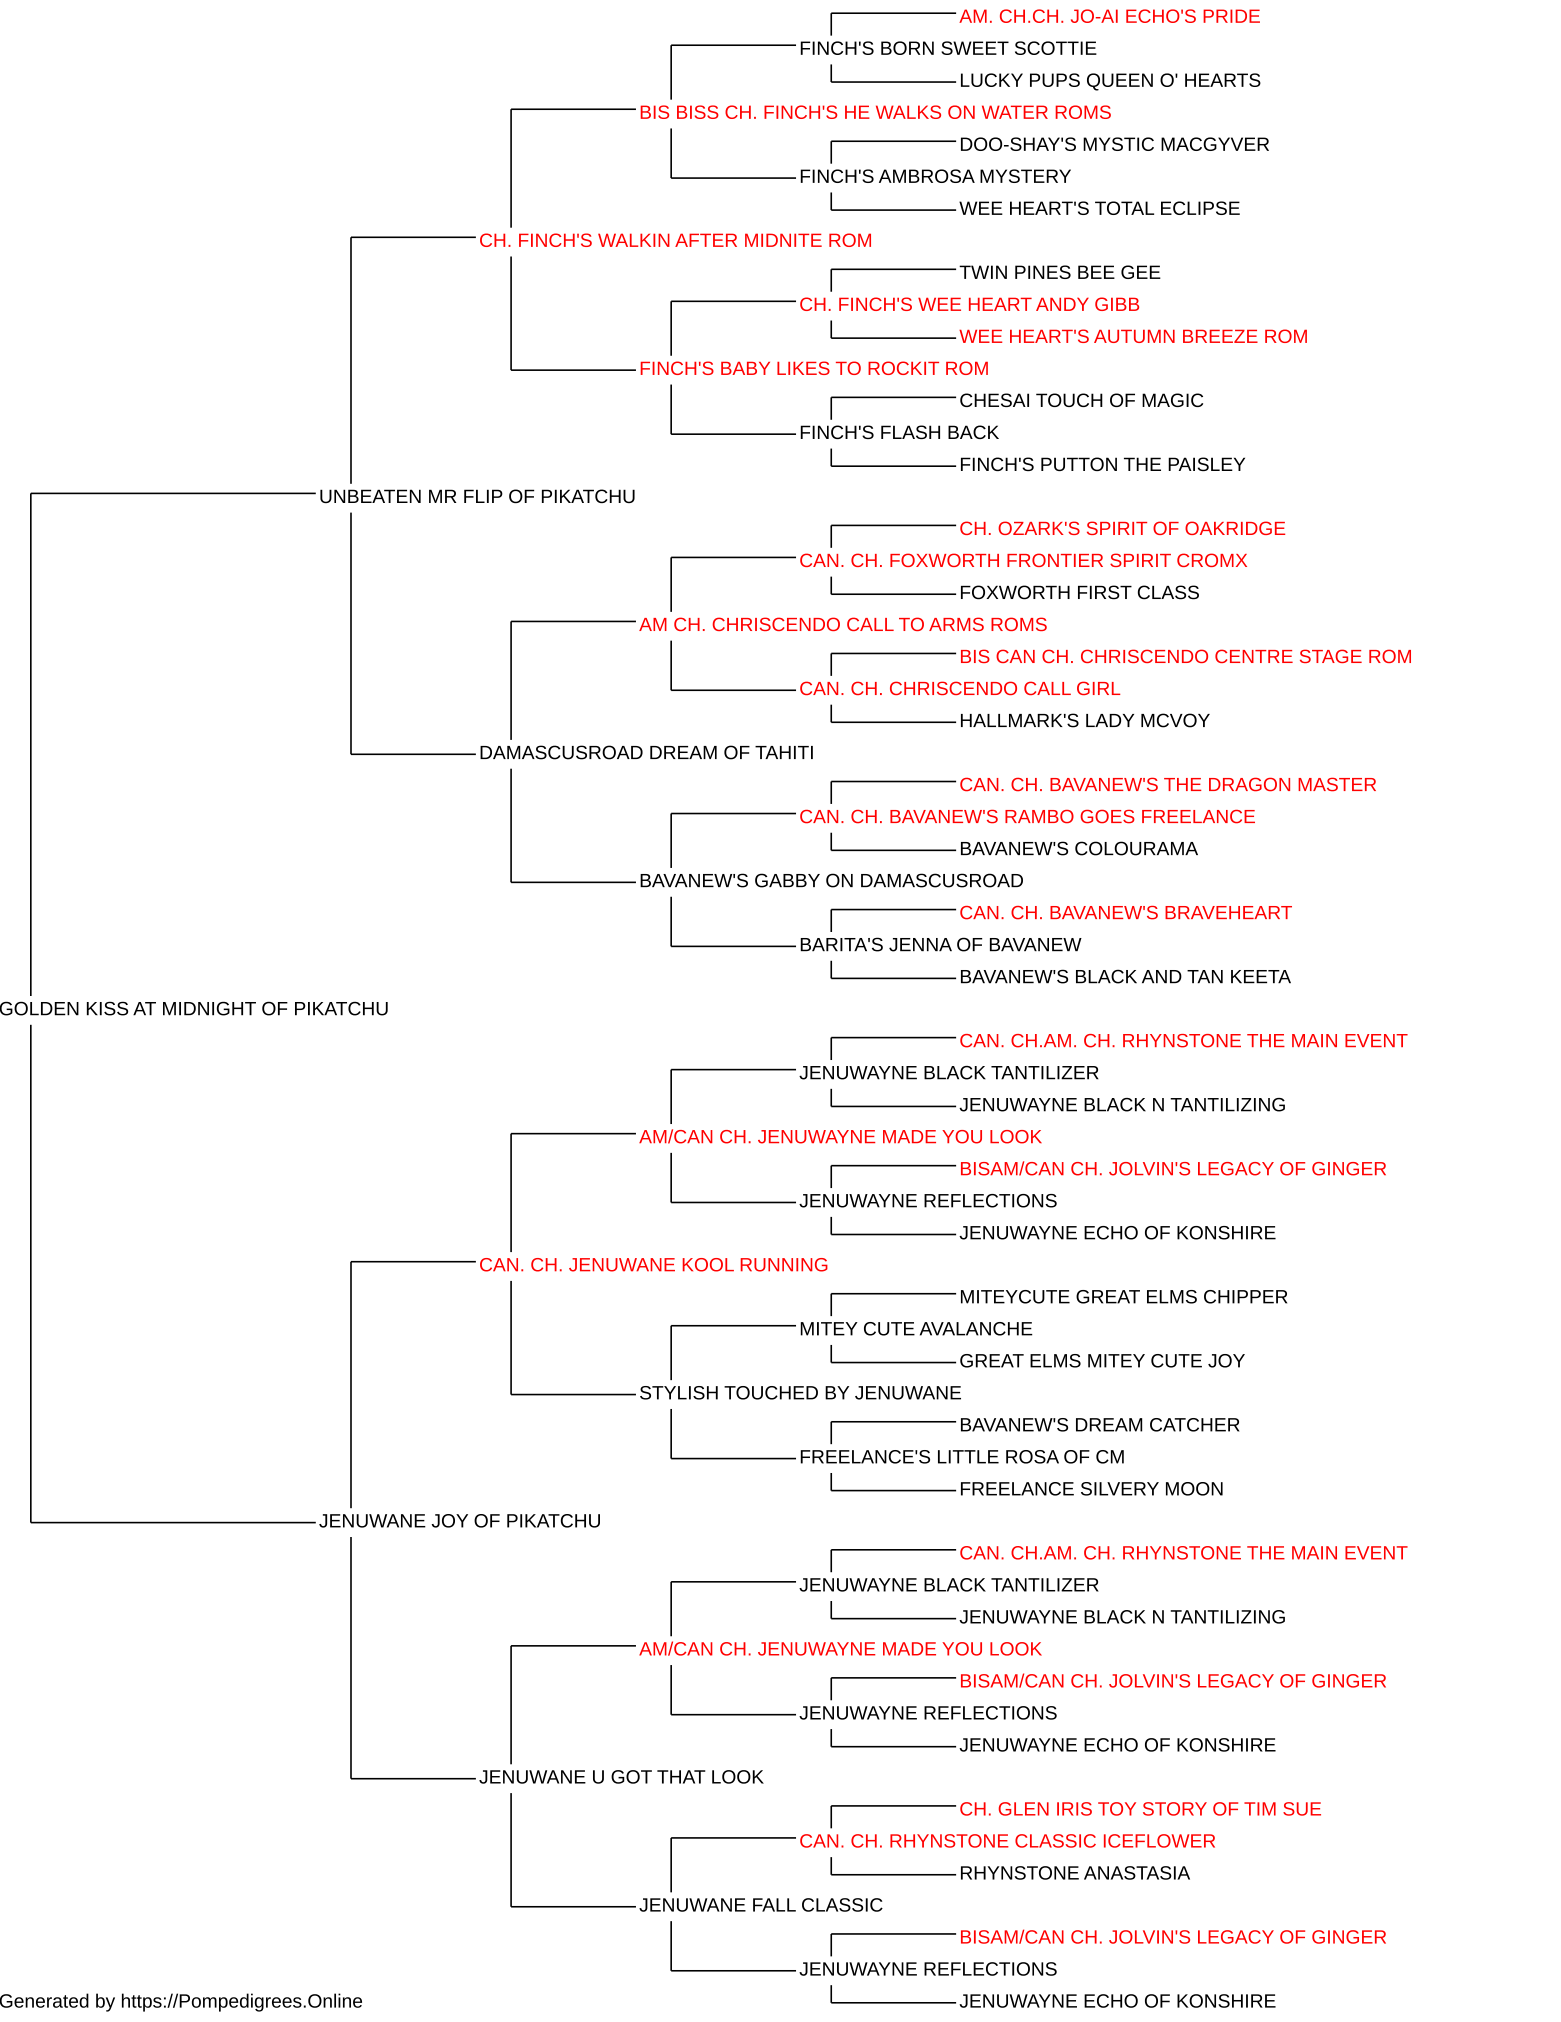 AM. CH.CH. JO-AI ECHO'S PRIDE
FINCH'S BORN SWEET SCOTTIE
LUCKY PUPS QUEEN O' HEARTS
BIS BISS CH. FINCH'S HE WALKS ON WATER ROMS
DOO-SHAY'S MYSTIC MACGYVER
FINCH'S AMBROSA MYSTERY
WEE HEART'S TOTAL ECLIPSE
CH. FINCH'S WALKIN AFTER MIDNITE ROM
TWIN PINES BEE GEE
CH. FINCH'S WEE HEART ANDY GIBB
WEE HEART'S AUTUMN BREEZE ROM
FINCH'S BABY LIKES TO ROCKIT ROM
CHESAI TOUCH OF MAGIC
FINCH'S FLASH BACK
FINCH'S PUTTON THE PAISLEY
UNBEATEN MR FLIP OF PIKATCHU
CH. OZARK'S SPIRIT OF OAKRIDGE
CAN. CH. FOXWORTH FRONTIER SPIRIT CROMX
FOXWORTH FIRST CLASS
AM CH. CHRISCENDO CALL TO ARMS ROMS
BIS CAN CH. CHRISCENDO CENTRE STAGE ROM
CAN. CH. CHRISCENDO CALL GIRL
HALLMARK'S LADY MCVOY
DAMASCUSROAD DREAM OF TAHITI
CAN. CH. BAVANEW'S THE DRAGON MASTER
CAN. CH. BAVANEW'S RAMBO GOES FREELANCE
BAVANEW'S COLOURAMA
BAVANEW'S GABBY ON DAMASCUSROAD
CAN. CH. BAVANEW'S BRAVEHEART
BARITA'S JENNA OF BAVANEW
BAVANEW'S BLACK AND TAN KEETA
GOLDEN KISS AT MIDNIGHT OF PIKATCHU
CAN. CH.AM. CH. RHYNSTONE THE MAIN EVENT
JENUWAYNE BLACK TANTILIZER
JENUWAYNE BLACK N TANTILIZING
AM/CAN CH. JENUWAYNE MADE YOU LOOK
BISAM/CAN CH. JOLVIN'S LEGACY OF GINGER
JENUWAYNE REFLECTIONS
JENUWAYNE ECHO OF KONSHIRE
CAN. CH. JENUWANE KOOL RUNNING
MITEYCUTE GREAT ELMS CHIPPER
MITEY CUTE AVALANCHE
GREAT ELMS MITEY CUTE JOY
STYLISH TOUCHED BY JENUWANE
BAVANEW'S DREAM CATCHER
FREELANCE'S LITTLE ROSA OF CM
FREELANCE SILVERY MOON
JENUWANE JOY OF PIKATCHU
CAN. CH.AM. CH. RHYNSTONE THE MAIN EVENT
JENUWAYNE BLACK TANTILIZER
JENUWAYNE BLACK N TANTILIZING
AM/CAN CH. JENUWAYNE MADE YOU LOOK
BISAM/CAN CH. JOLVIN'S LEGACY OF GINGER
JENUWAYNE REFLECTIONS
JENUWAYNE ECHO OF KONSHIRE
JENUWANE U GOT THAT LOOK
CH. GLEN IRIS TOY STORY OF TIM SUE
CAN. CH. RHYNSTONE CLASSIC ICEFLOWER
RHYNSTONE ANASTASIA
JENUWANE FALL CLASSIC
BISAM/CAN CH. JOLVIN'S LEGACY OF GINGER
JENUWAYNE REFLECTIONS
JENUWAYNE ECHO OF KONSHIRE
Generated by https://Pompedigrees.Online